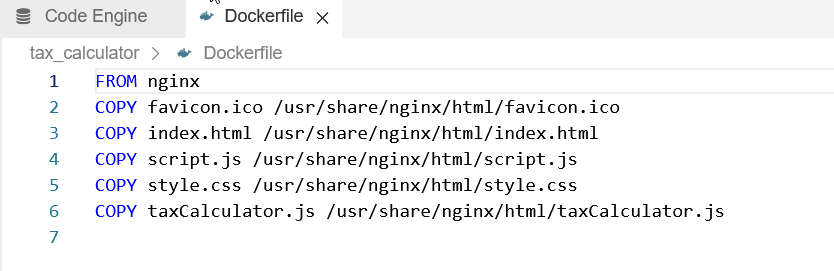 Code Engine
Dockerfile
tax_calculator > Dockerfile
1 FROM nginx
2 COPY favicon.ico /usr/share/nginx/html/favicon.ico
3 COPY index.html /usr/share/nginx/html/index.html
4 COPY script.js /usr/share/nginx/html/script.js
5 COPY style.css /usr/share/nginx/html/style.css
6 COPY taxCalculator.js /usr/share/nginx/html/taxCalculator.js
7